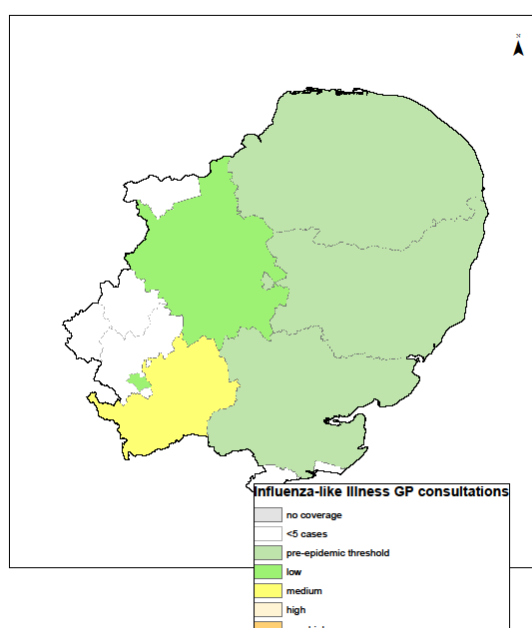 N
Influenza-like Illness GP consultations
no coverage
<5 cases
pre-epidemic threshold
low
medium
high